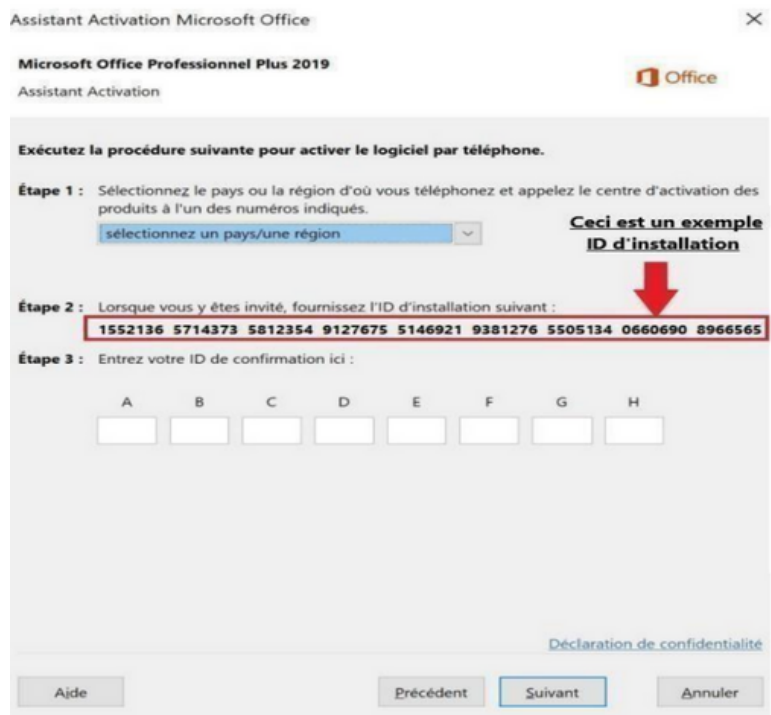 Assistant Activation Microsoft Office
Microsoft Office Professionnel Plus 2019
Office
Assistant Activation
Exécutez la procédure suivante pour activer le logiciel par téléphone.
Étape 1 : Sélectionnez le pays ou la région d'où vous téléphonez et appelez le centre d'activation des
produits à l'un des numéros indiqués.
sélectionnez un pays/une région
Ceci est un exemple
ID d'installation
Étape 2 : Lorsque vous y êtes invité, fournissez l'ID d'installation suivant :
1552136 5714373 5812354 9127675 5146921 9381276 5505134 0660690 8966565
Étape 3 : Entrez votre ID de confirmation ici :
A B C D E F G H
Déclaration de confidentialité
Aide Précédent Suivant Annuler